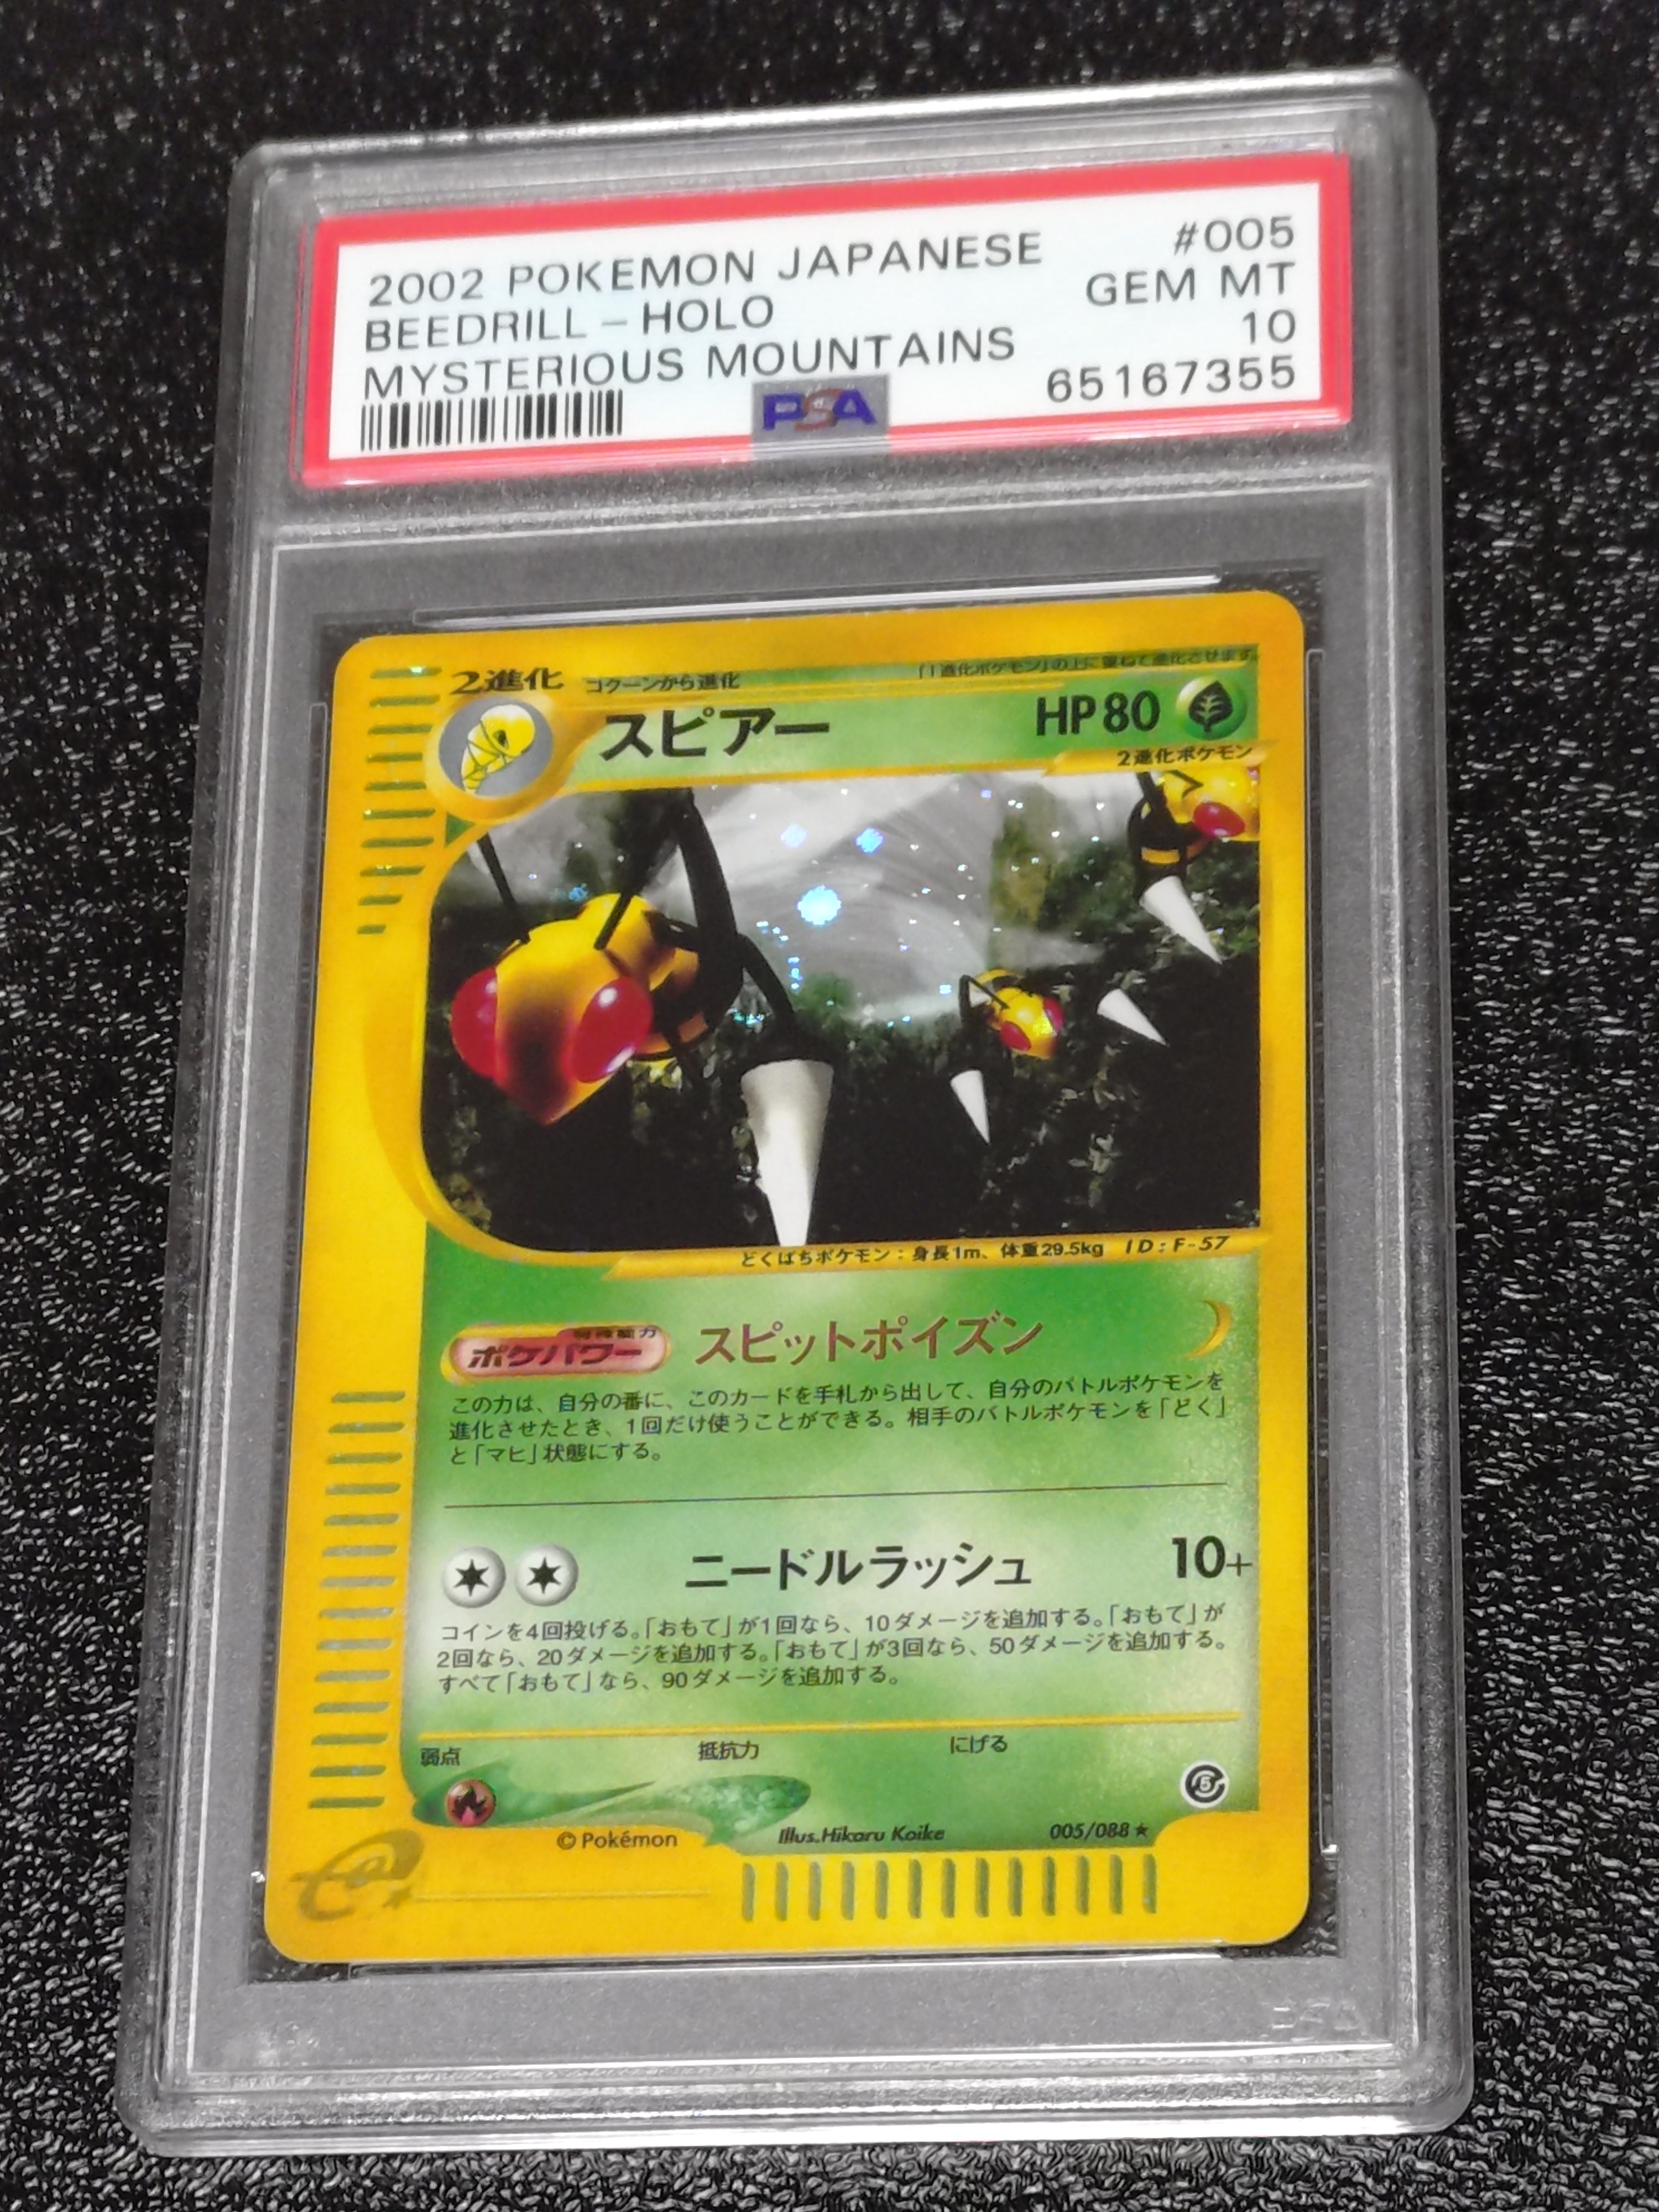 2002 POKEMON JAPANESE #005
BEEDRILL - HOLO GEM MT
MYSTERIOUS MOUNTAINS 10
65167355
PSA
2進化 コクーンから進化 「1進化ポケモン」の上に重ねて進化させます
スピアー HP80
2進化ポケモン
どくばちポケモン：身長1m、体重29.5kg ID:F-57
特殊能力
ポケパワー スピットポイズン
この力は、自分の番に、このカードを手札から出して、自分のバトルポケモンを
進化させたとき、1回だけ使うことができる。相手のバトルポケモンを「どく」
と「マヒ」状態にする。
ニードルラッシュ 10+
コインを4回投げる。「おもて」が1回なら、10ダメージを追加する。「おもて」が
2回なら、20ダメージを追加する。「おもて」が3回なら、50ダメージを追加する。
すべて「おもて」なら、90ダメージを追加する。
弱点 抵抗力 にげる
5
© Pokémon Illus.Hikaru Koike 005/088★
e
PSA